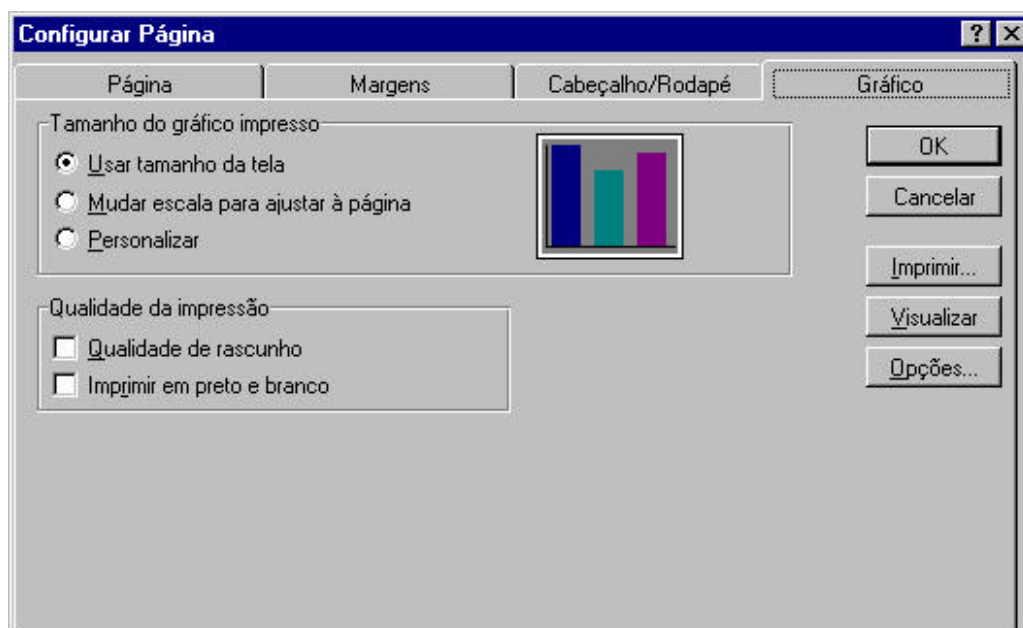 Configurar Página
Página Margens Cabeçalho/Rodapé Gráfico
Tamanho do gráfico impresso
Usar tamanho da tela
Mudar escala para ajustar à página
Personalizar
Qualidade da impressão
Qualidade de rascunho
Imprimir em preto e branco
OK
Cancelar
Imprimir...
Visualizar
Opções...